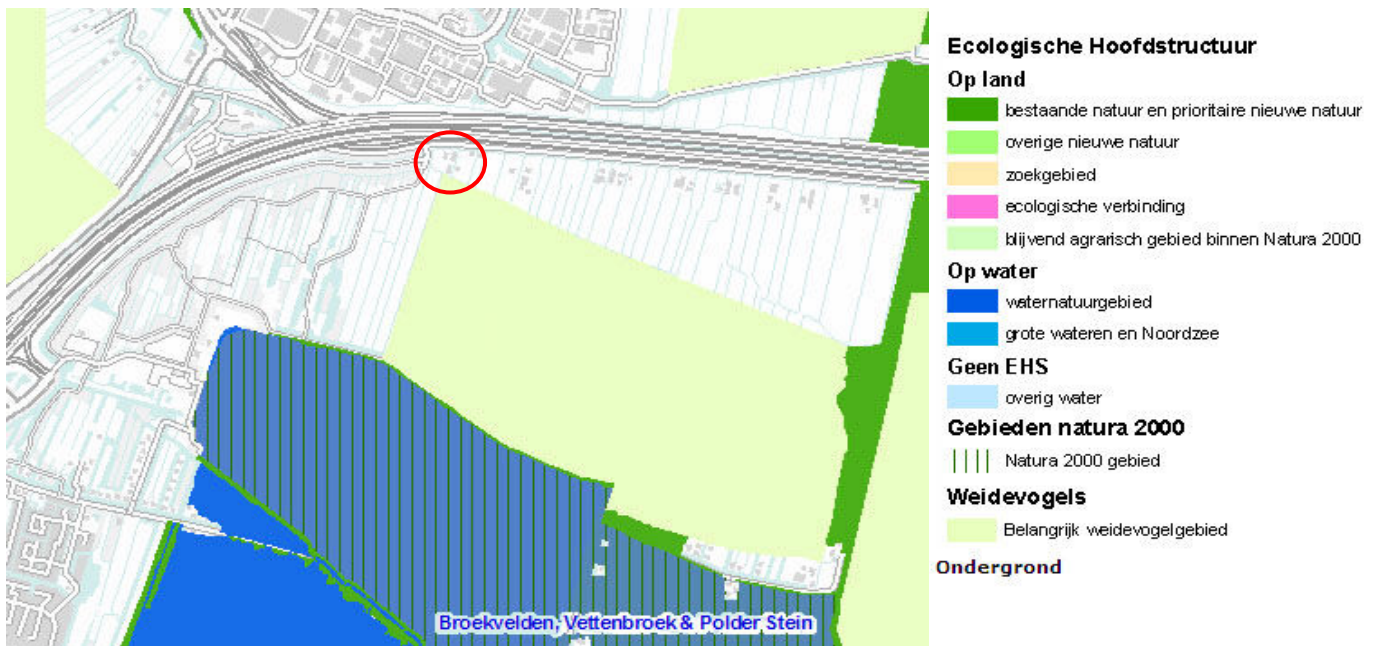 Ecologische Hoofdstructuur
Op land
bestaande natuur en prioritaire nieuwe natuur
overige nieuwe natuur
zoekgebied
ecologische verbinding
blijvend agrarisch gebied binnen Natura 2000
Op water
waternatuurgebied
grote wateren en Noordzee
Geen EHS
overig water
Gebieden natura 2000
Natura 2000 gebied
Weidevogels
Belangrijk weidevogelgebied
Ondergrond
Broekvelden, Vettenbroek & Polder Stein